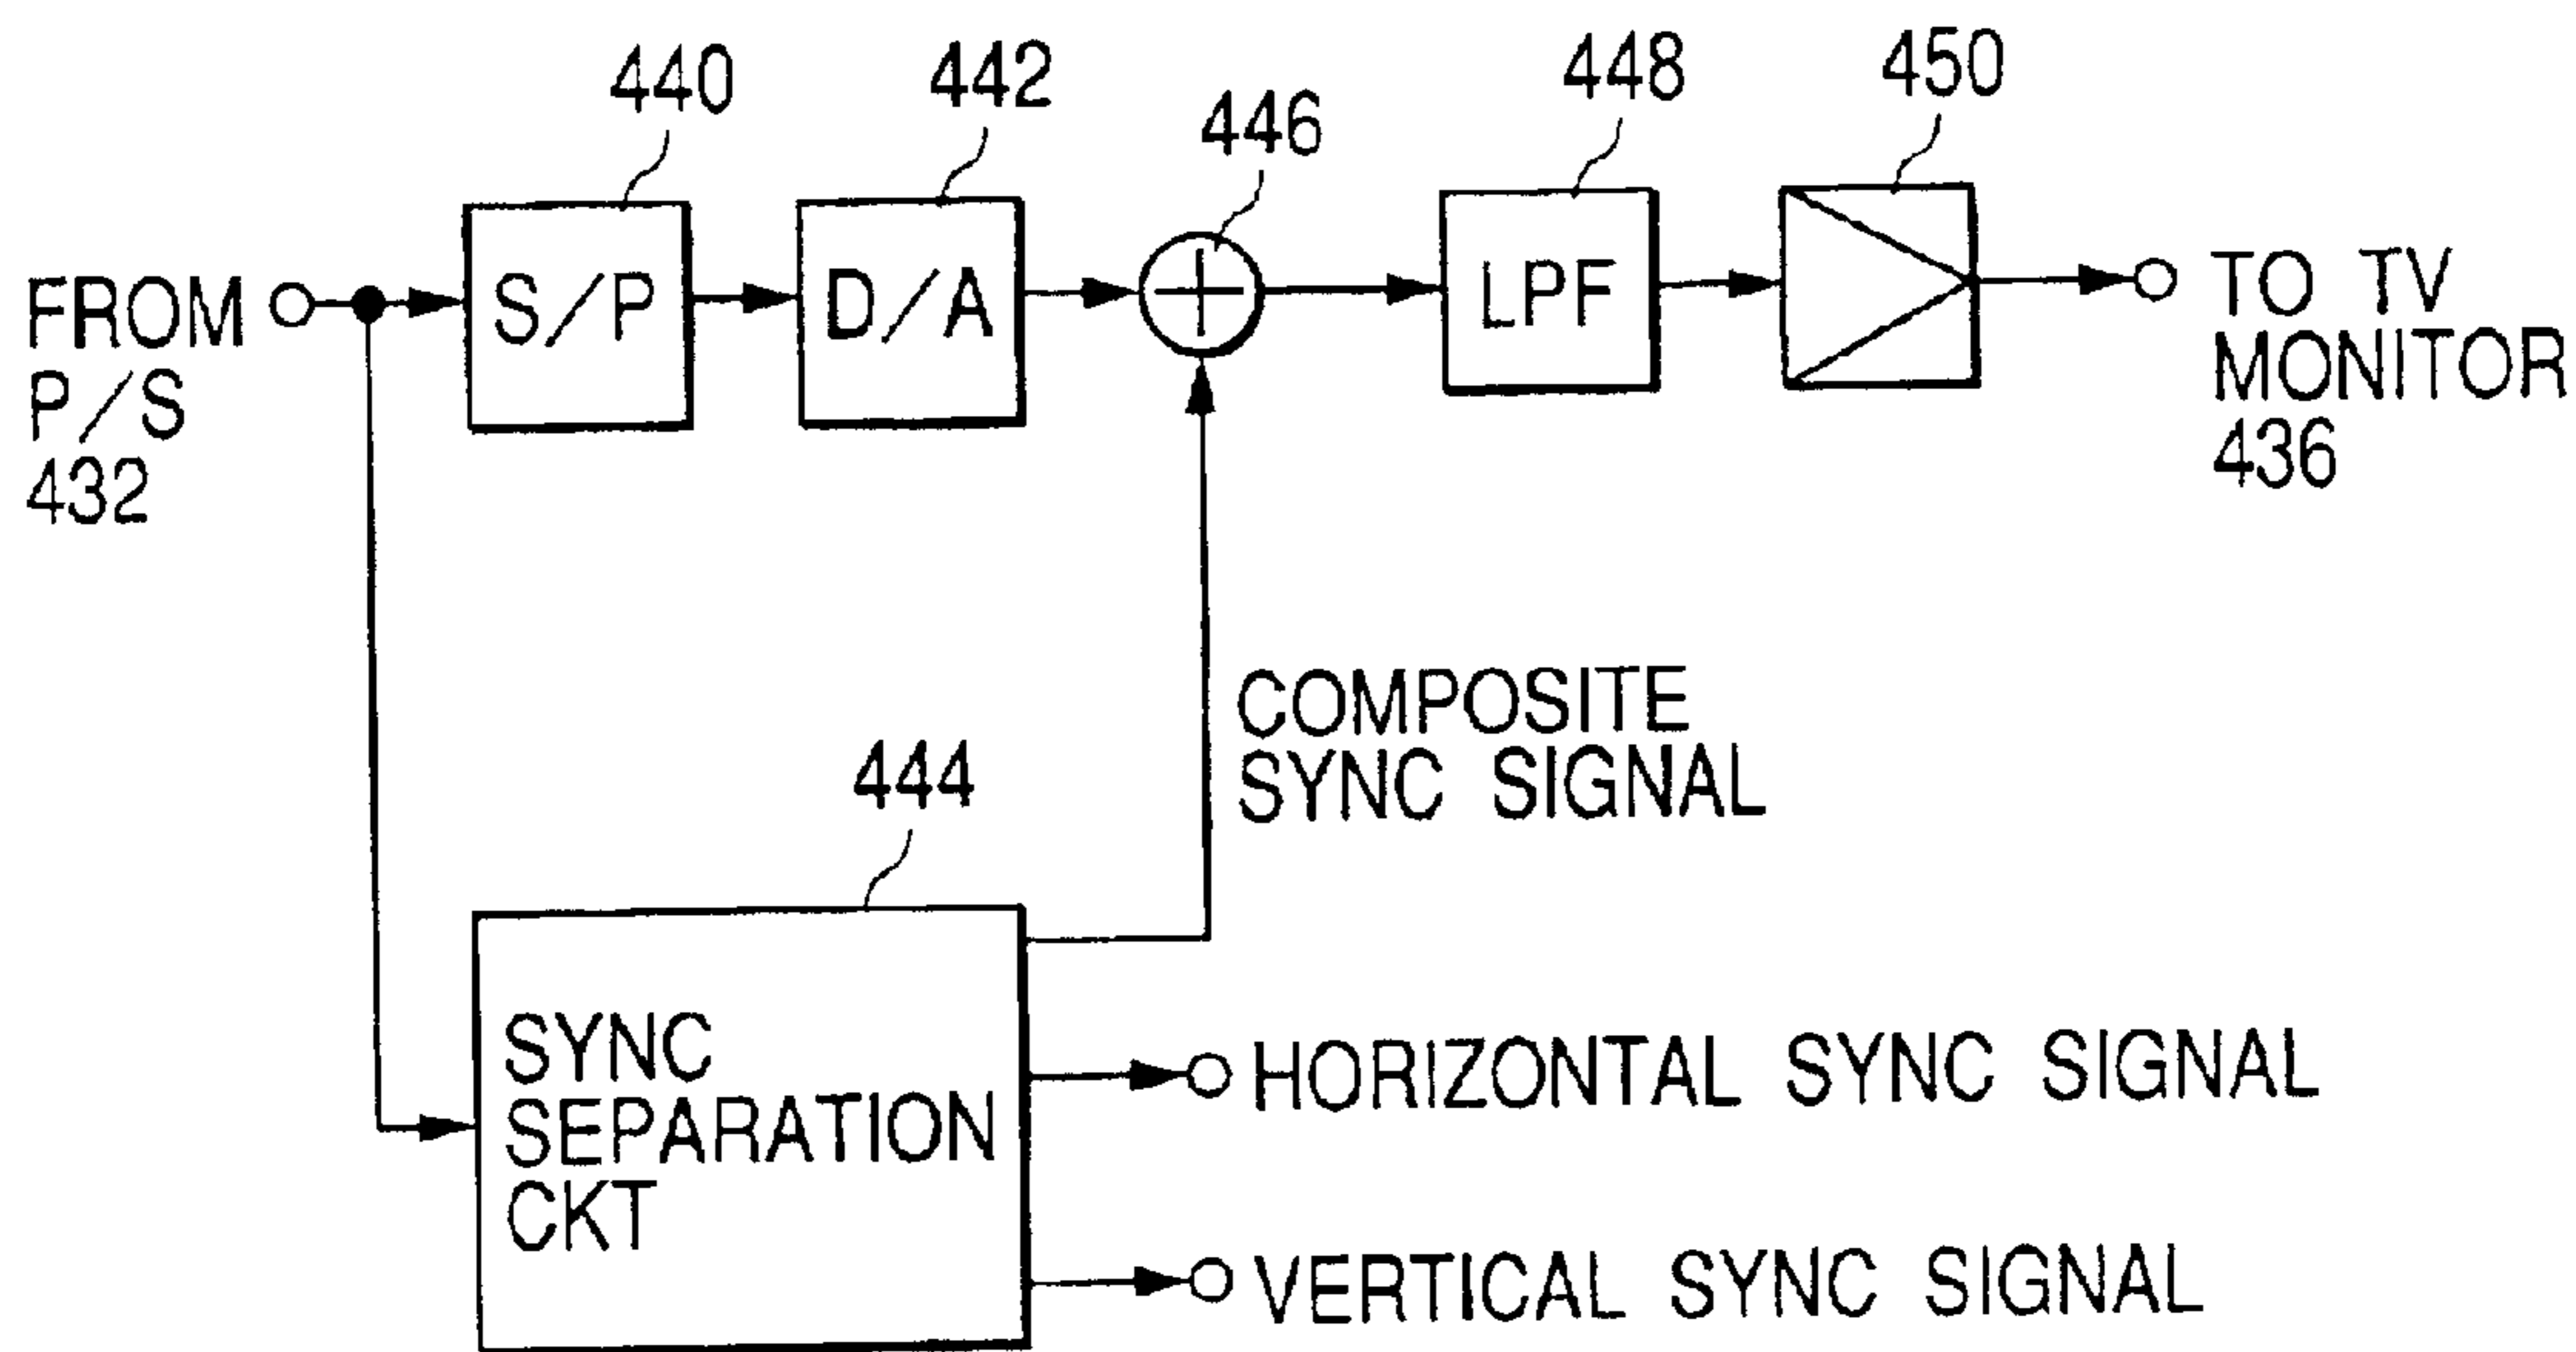 440
442
446
448
450
FROM
P/S
432
S/P
D/A
LPF
TO TV
MONITOR
436
COMPOSITE
SYNC SIGNAL
444
SYNC
SEPARATION
CKT
HORIZONTAL SYNC SIGNAL
VERTICAL SYNC SIGNAL